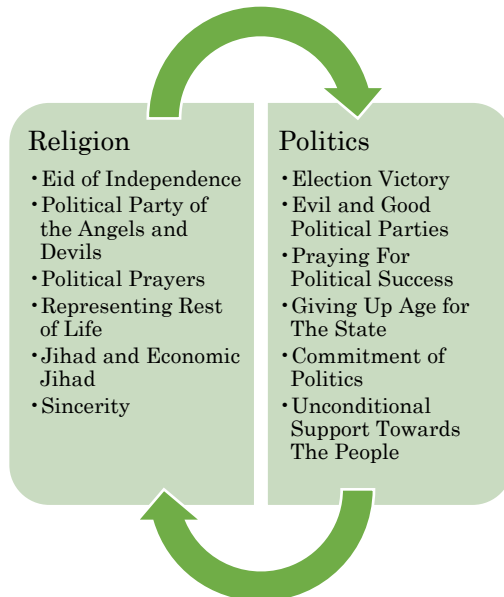 Religion
·Eid of Independence
·Political Party of
the Angels and
Devils
·Political Prayers
·Representing Rest
of Life
·Jihad and Economic
Jihad
·Sincerity
Politics
·Election Victory
·Evil and Good
Political Parties
·Praying For
Political Success
·Giving Up Age for
The State
·Commitment of
Politics
·Unconditional
Support Towards
The People